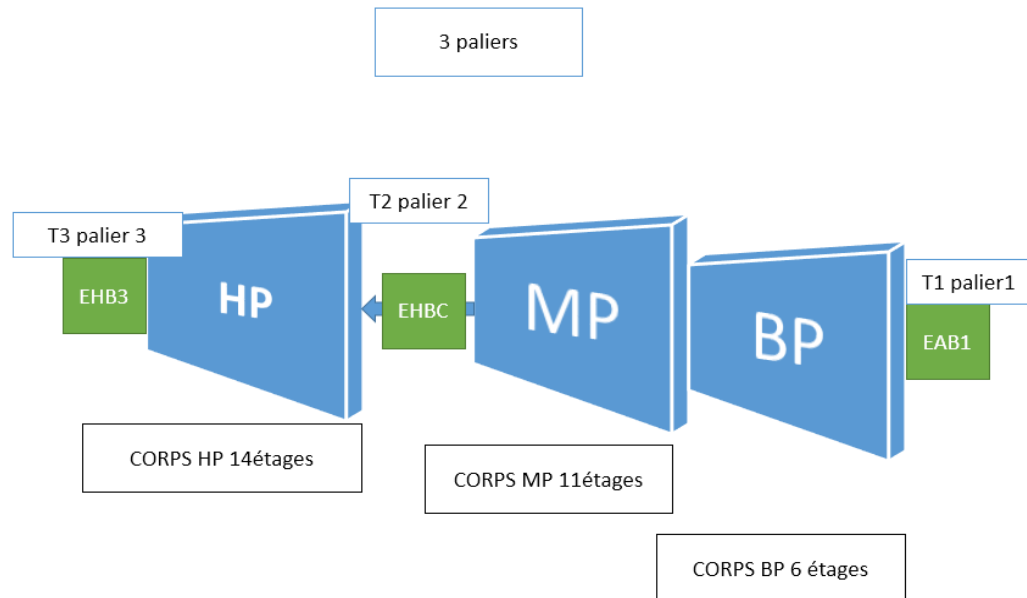 3 paliers
T3 palier 3
T2 palier 2
T1 palier1
EHB3
HP
EHBC
MP
BP
EAB1
CORPS HP 14étages
CORPS MP 11étages
CORPS BP 6 étages